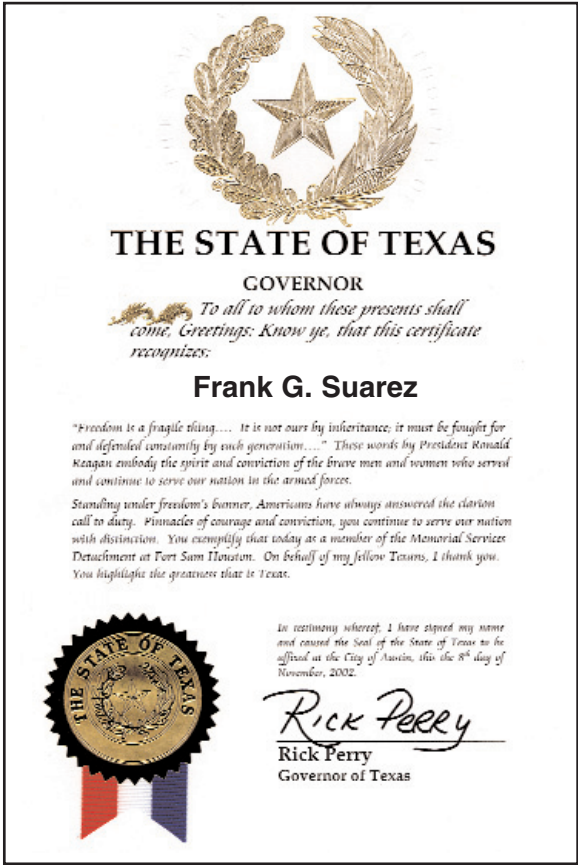 THE STATE OF TEXAS
GOVERNOR
To all to whom these presents shall
come, Greetings: Know ye, that this certificate
recognizes:
Frank G. Suarez
"Freedom is a fragile thing.... It is not ours by inheritance; it must be fought for
and defended constantly by each generation...." These words by President Ronald
Reagan embody the spirit and conviction of the brave men and women who served
and continue to serve our nation in the armed forces.
Standing under freedom's banner, Americans have always answered the clarion
call to duty. Pinnacles of courage and conviction, you continue to serve our nation
with distinction. You exemplify that today as a member of the Memorial Services
Detachment at Fort Sam Houston. On behalf of my fellow Texans, I thank you.
You highlight the greatness that is Texas.
In testimony whereof, I have signed my name
and caused the Seal of the State of Texas to be
affixed at the City of Austin, this the 8th day of
November, 2002.
THE STATE OF TEXAS
RICK PERRY
Rick Perry
Governor of Texas